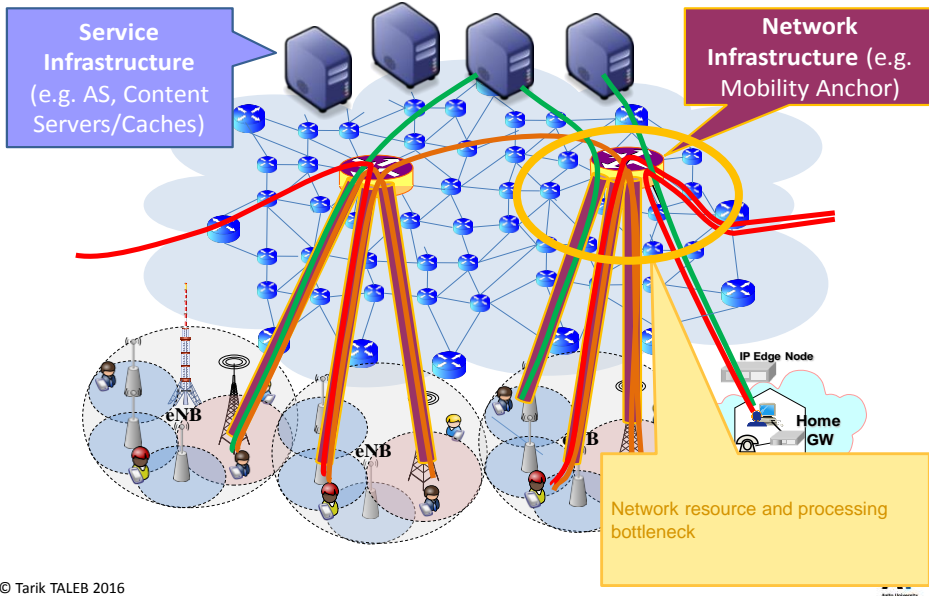 Service
Infrastructure
(e.g. AS, Content
Servers/Caches)
Network
Infrastructure (e.g.
Mobility Anchor)
IP Edge Node
Home
GW
eNB
eNB
eNB
Network resource and processing
bottleneck
© Tarik TALEB 2016